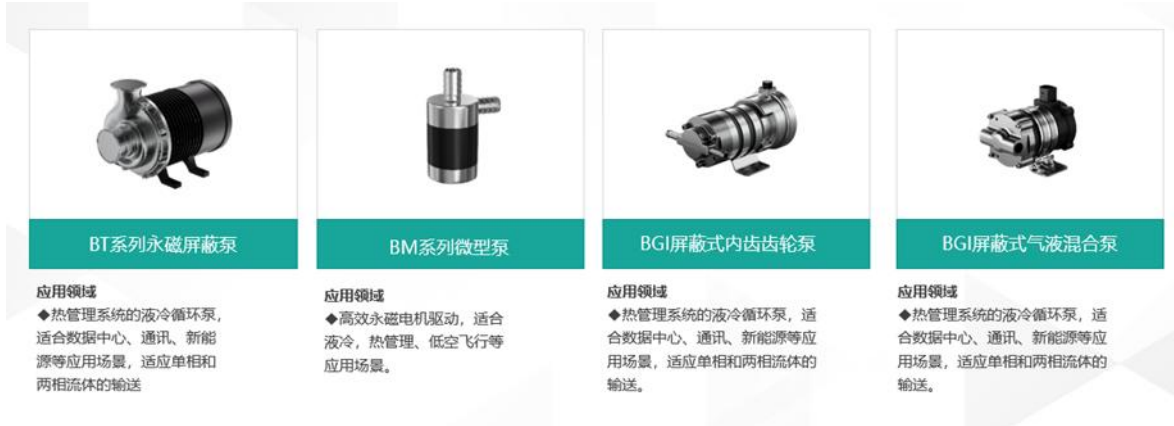 BT系列永磁屏蔽泵
应用领域
◆热管理系统的液冷循环泵，
适合数据中心、通讯、新能
源等应用场景，适应单相和
两相流体的输送
BM系列微型泵
应用领域
◆高效永磁电机驱动，适合
液冷，热管理、低空飞行等
应用场景。
BGI屏蔽式内齿齿轮泵
应用领域
◆热管理系统的液冷循环泵，适
合数据中心、通讯、新能源等应
用场景，适应单相和两相流体的
输送。
BGI屏蔽式气液混合泵
应用领域
◆热管理系统的液冷循环泵，适
合数据中心、通讯、新能源等应
用场景，适应单相和两相流体的
输送。